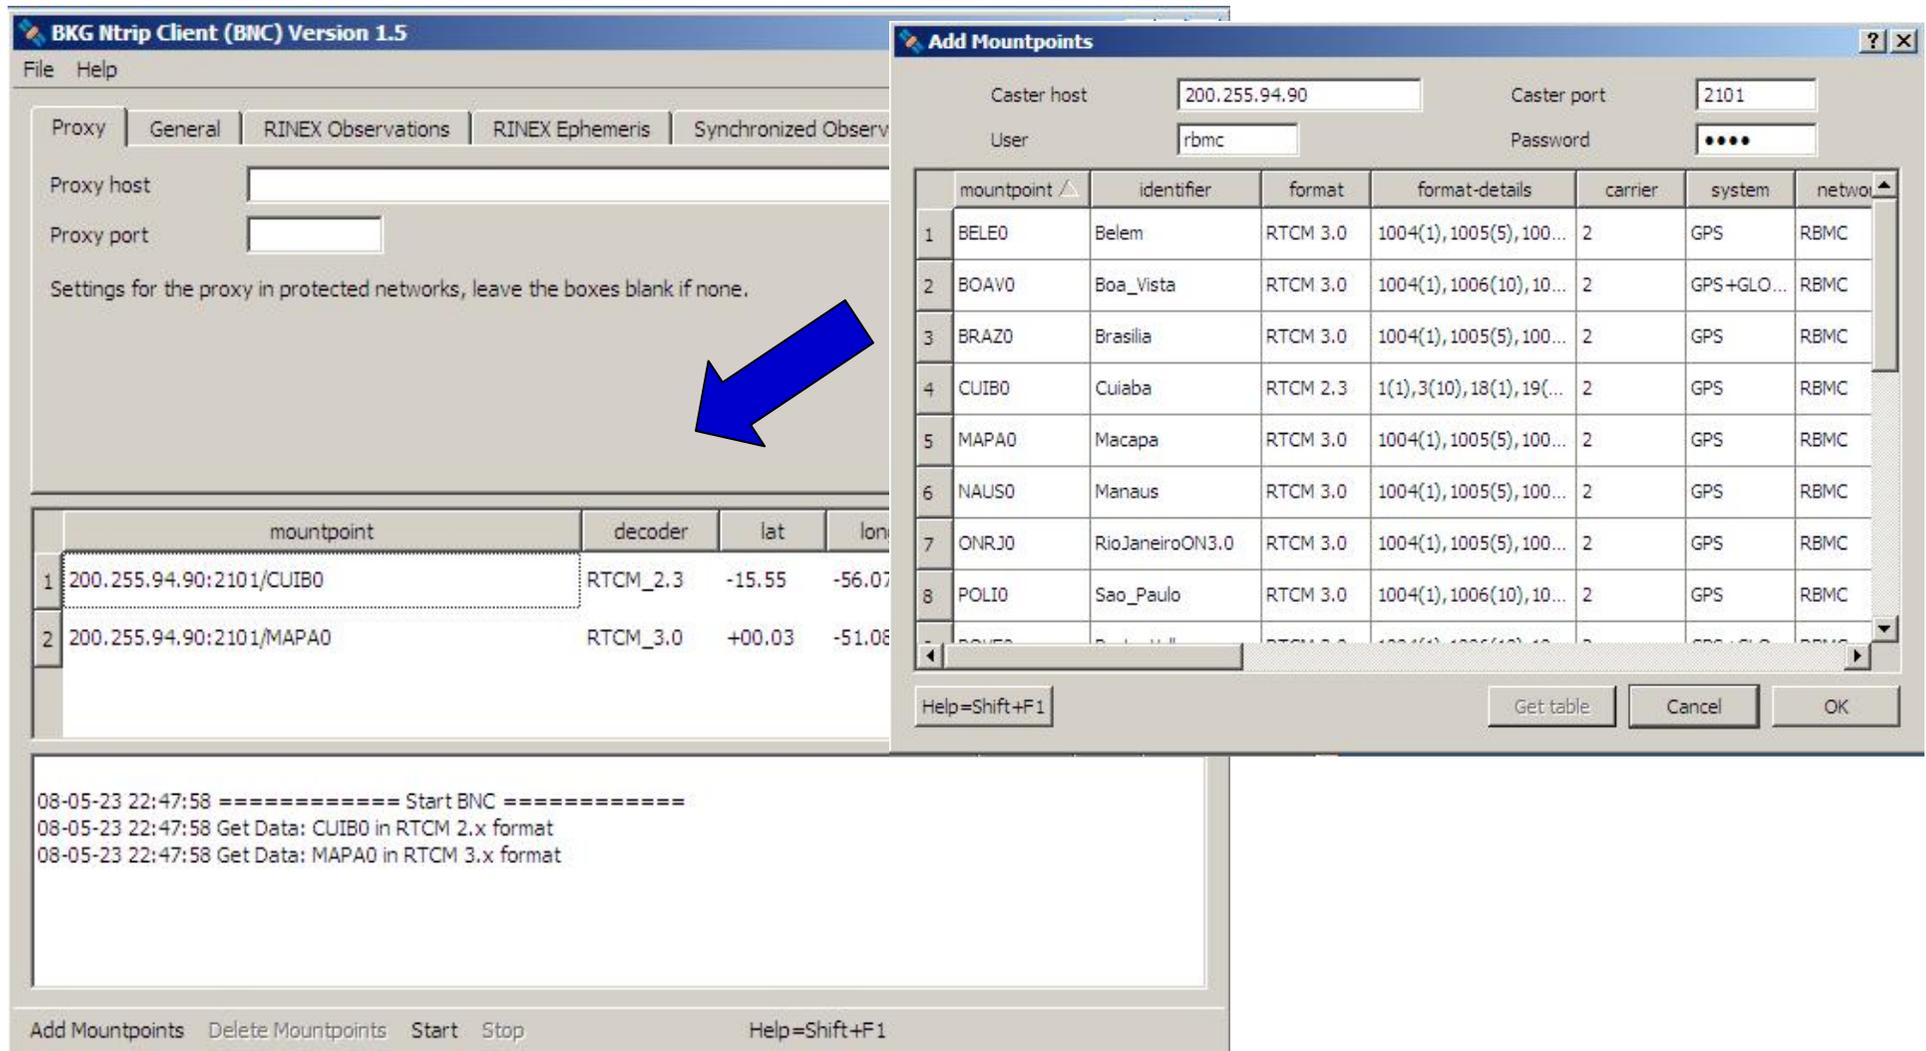 BKG Ntrip Client (BNC) Version 1.5
File Help
Proxy General RINEX Observations RINEX Ephemeris Synchronized Observ
Proxy host
Proxy port
Settings for the proxy in protected networks, leave the boxes blank if none.
mountpoint decoder lat lon
1 200.255.94.90:2101/CUIB0 RTCM_2.3 -15.55 -56.07
2 200.255.94.90:2101/MAPA0 RTCM_3.0 +00.03 -51.08
08-05-23 22:47:58 ============ Start BNC ============
08-05-23 22:47:58 Get Data: CUIB0 in RTCM 2.x format
08-05-23 22:47:58 Get Data: MAPA0 in RTCM 3.x format
Add Mountpoints Delete Mountpoints Start Stop Help=Shift+F1
Add Mountpoints
Caster host 200.255.94.90 Caster port 2101
User rbmc Password ●●●●
mountpoint identifier format format-details carrier system networ
1 BELE0 Belem RTCM 3.0 1004(1),1005(5),100... 2 GPS RBMC
2 BOAV0 Boa_Vista RTCM 3.0 1004(1),1006(10),10... 2 GPS+GLO... RBMC
3 BRAZ0 Brasilia RTCM 3.0 1004(1),1005(5),100... 2 GPS RBMC
4 CUIB0 Cuiaba RTCM 2.3 1(1),3(10),18(1),19(... 2 GPS RBMC
5 MAPA0 Macapa RTCM 3.0 1004(1),1005(5),100... 2 GPS RBMC
6 NAUS0 Manaus RTCM 3.0 1004(1),1005(5),100... 2 GPS RBMC
7 ONRJ0 RioJaneiroON3.0 RTCM 3.0 1004(1),1005(5),100... 2 GPS RBMC
8 POLI0 Sao_Paulo RTCM 3.0 1004(1),1006(10),10... 2 GPS RBMC
Help=Shift+F1 Get table Cancel OK